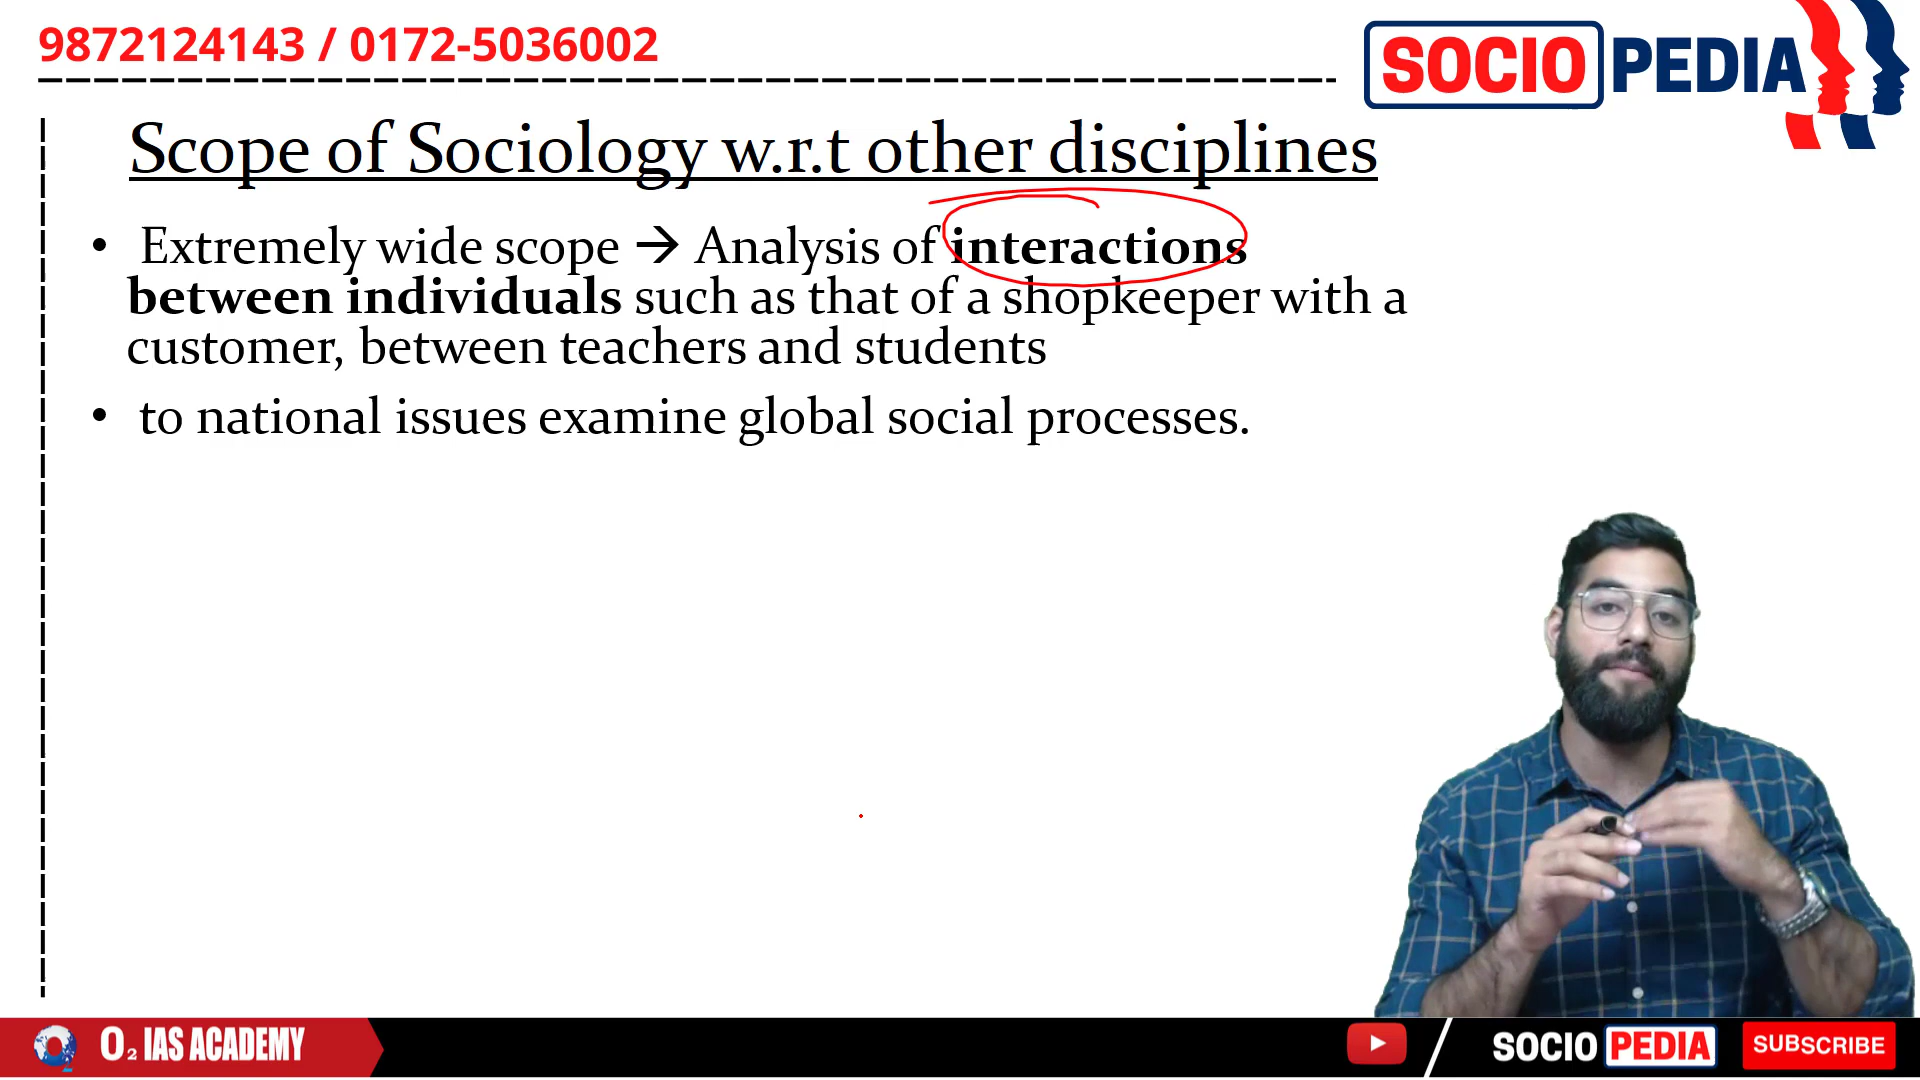 9872124143 / 0172-5036002
SOCIO PEDIA
Scope of Sociology w.r.t other disciplines
• Extremely wide scope → Analysis of interactions
between individuals such as that of a shopkeeper with a
customer, between teachers and students
• to national issues examine global social processes.
O2 IAS ACADEMY
SOCIO PEDIA
SUBSCRIBE